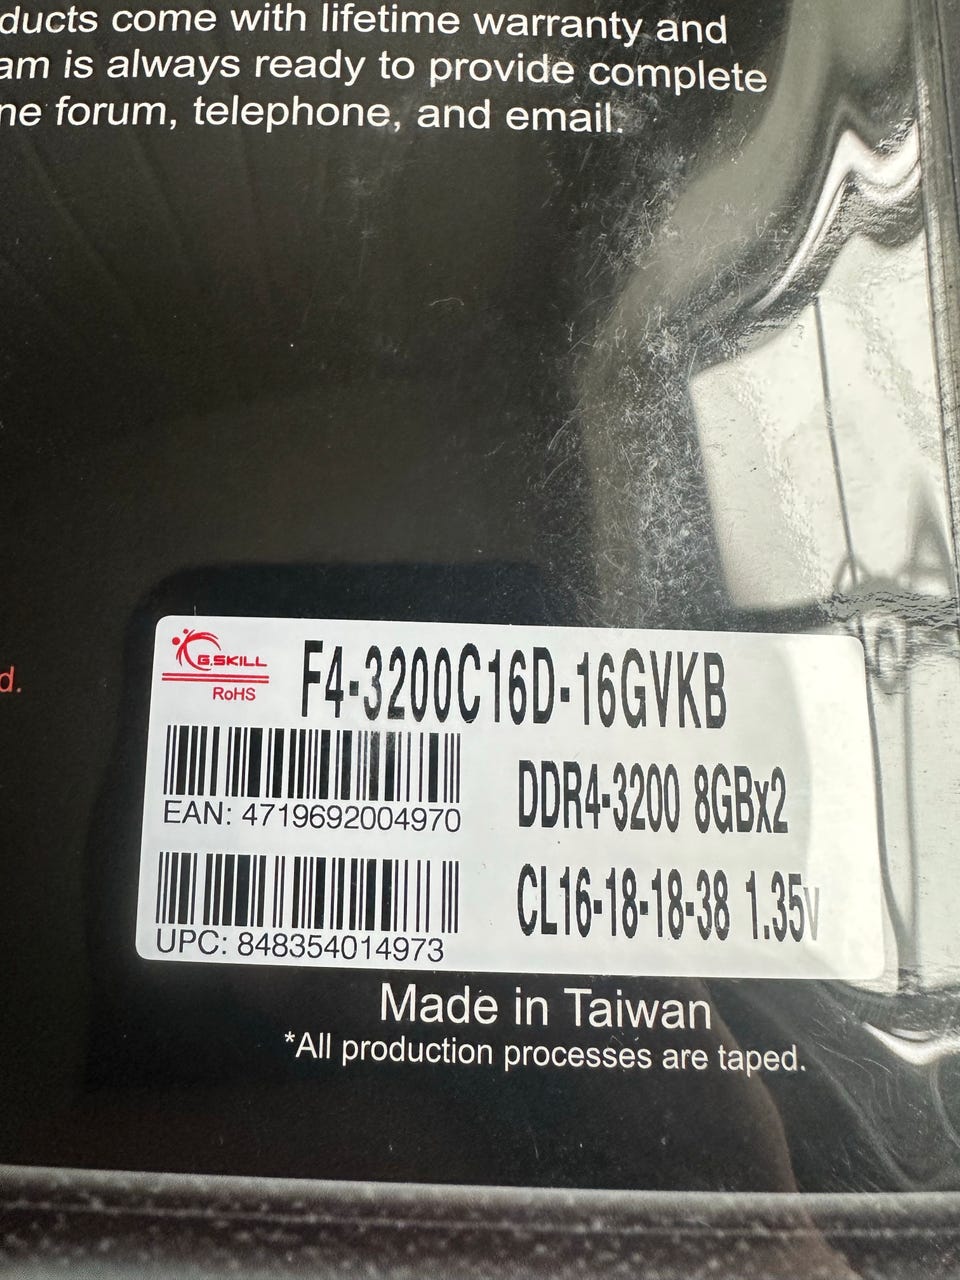 ducts come with lifetime warranty and
am is always ready to provide complete
ne forum, telephone, and email.
d.
G.SKILL
RoHS
F4-3200C16D-16GVKB
EAN: 4719692004970
DDR4-3200 8GBx2
UPC: 848354014973
CL16-18-18-38 1.35v
Made in Taiwan
*All production processes are taped.